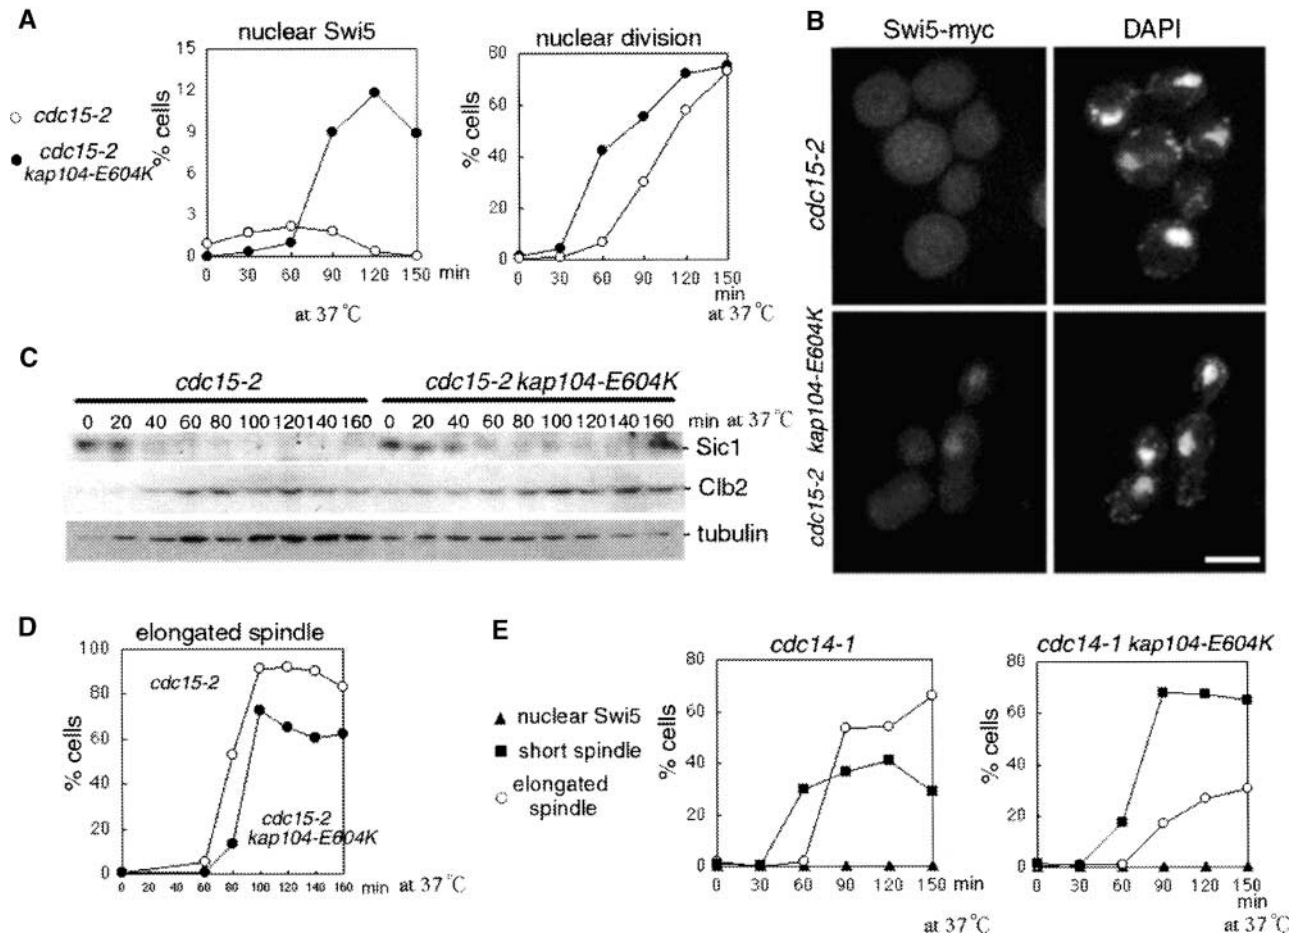 A
nuclear Swi5
% cells
15
12
9
6
3
0
0 30 60 90 120 150 min
at 37°C
nuclear division
% cells
80
60
40
20
0
0 30 60 90 120 150
min
at 37°C
cdc15-2
cdc15-2
kap104-E604K
B
Swi5-myc DAPI
cdc15-2
cdc15-2 kap104-E604K
C
cdc15-2 cdc15-2 kap104-E604K
0 20 40 60 80 100 120 140 160 0 20 40 60 80 100 120 140 160 min at 37°C
Sic1
Clb2
tubulin
D
elongated spindle
% cells
100
80
60
40
20
0
cdc15-2
cdc15-2
kap104-E604K
0 20 40 60 80 100 120 140 160 min at 37°C
E
nuclear Swi5
short spindle
elongated
spindle
cdc14-1
% cells
80
60
40
20
0
0 30 60 90 120 150 min
at 37°C
cdc14-1 kap104-E604K
% cells
80
60
40
20
0
0 30 60 90 120 150
min
at 37°C